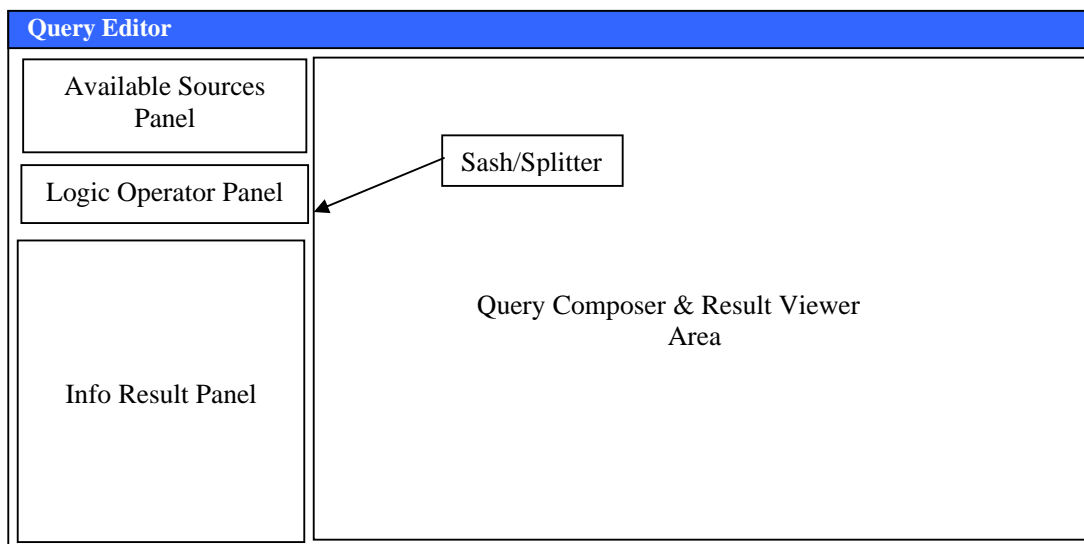 Query Editor
Available Sources
Panel
Logic Operator Panel
Sash/Splitter
Info Result Panel
Query Composer & Result Viewer
Area